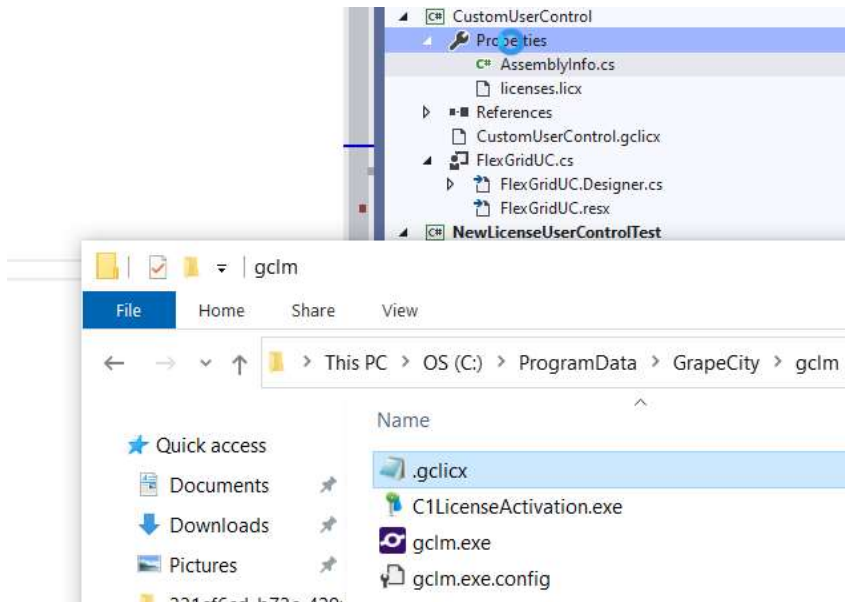 CustomUserControl
Properties
C# AssemblyInfo.cs
licenses.licx
References
CustomUserControl.gclicx
FlexGridUC.cs
FlexGridUC.Designer.cs
FlexGridUC.resx
C# NewLicenseUserControlTest
gclm
File Home Share View
This PC > OS (C:) > ProgramData > GrapeCity > gclm
Name
Quick access
Documents
Downloads
Pictures
.gclicx
C1LicenseActivation.exe
gclm.exe
gclm.exe.config